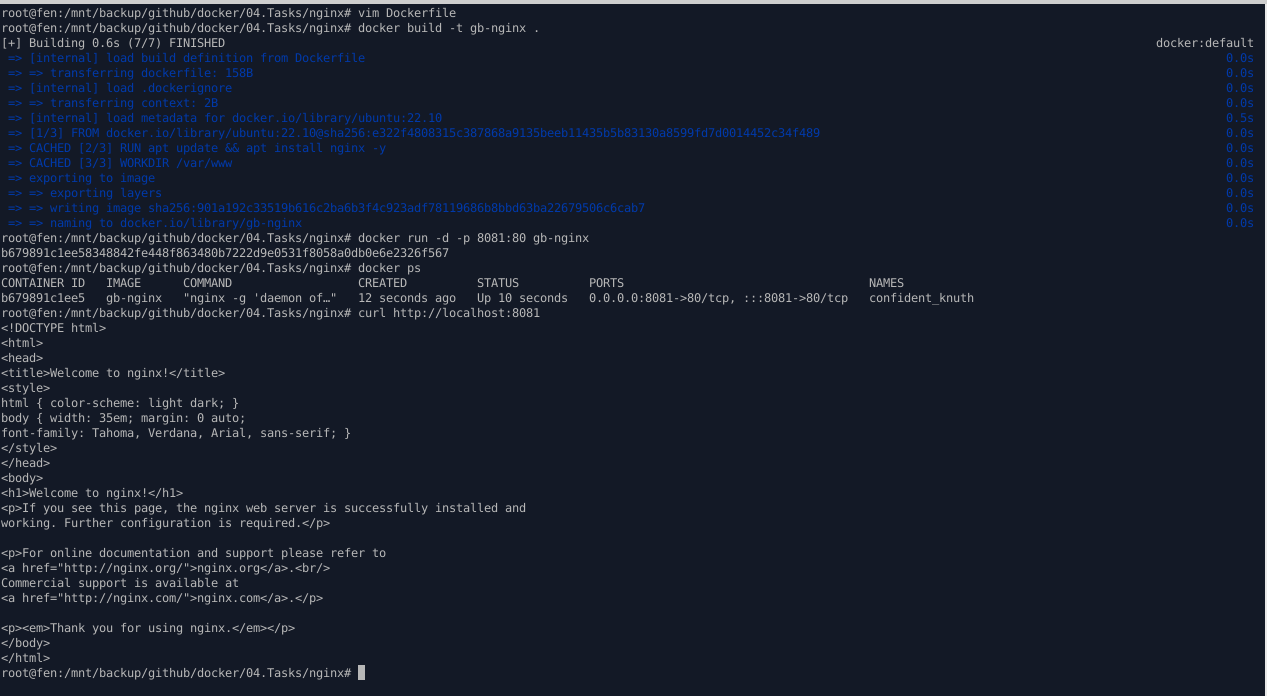 root@fen:/mnt/backup/github/docker/04.Tasks/nginx# vim Dockerfile
root@fen:/mnt/backup/github/docker/04.Tasks/nginx# docker build -t gb-nginx .
[+] Building 0.6s (7/7) FINISHED docker:default
=> [internal] load build definition from Dockerfile 0.0s
=> => transferring dockerfile: 158B 0.0s
=> [internal] load .dockerignore 0.0s
=> => transferring context: 2B 0.0s
=> [internal] load metadata for docker.io/library/ubuntu:22.10 0.5s
=> [1/3] FROM docker.io/library/ubuntu:22.10@sha256:e322f4808315c387868a9135beeb11435b5b83130a8599fd7d0014452c34f489 0.0s
=> CACHED [2/3] RUN apt update && apt install nginx -y 0.0s
=> CACHED [3/3] WORKDIR /var/www 0.0s
=> exporting to image 0.0s
=> => exporting layers 0.0s
=> => writing image sha256:901a192c33519b616c2ba6b3f4c923adf78119686b8bbd63ba22679506c6cab7 0.0s
=> => naming to docker.io/library/gb-nginx 0.0s
root@fen:/mnt/backup/github/docker/04.Tasks/nginx# docker run -d -p 8081:80 gb-nginx
b679891c1ee58348842fe448f863480b7222d9e0531f8058a0db0e6e2326f567
root@fen:/mnt/backup/github/docker/04.Tasks/nginx# docker ps
CONTAINER ID IMAGE COMMAND CREATED STATUS PORTS NAMES
b679891c1ee5 gb-nginx "nginx -g 'daemon of…" 12 seconds ago Up 10 seconds 0.0.0.0:8081->80/tcp, :::8081->80/tcp confident_knuth
root@fen:/mnt/backup/github/docker/04.Tasks/nginx# curl http://localhost:8081
<!DOCTYPE html>
<html>
<head>
<title>Welcome to nginx!</title>
<style>
html { color-scheme: light dark; }
body { width: 35em; margin: 0 auto;
font-family: Tahoma, Verdana, Arial, sans-serif; }
</style>
</head>
<body>
<h1>Welcome to nginx!</h1>
<p>If you see this page, the nginx web server is successfully installed and
working. Further configuration is required.</p>

<p>For online documentation and support please refer to
<a href="http://nginx.org/">nginx.org</a>.<br/>
Commercial support is available at
<a href="http://nginx.com/">nginx.com</a>.</p>

<p><em>Thank you for using nginx.</em></p>
</body>
</html>
root@fen:/mnt/backup/github/docker/04.Tasks/nginx#